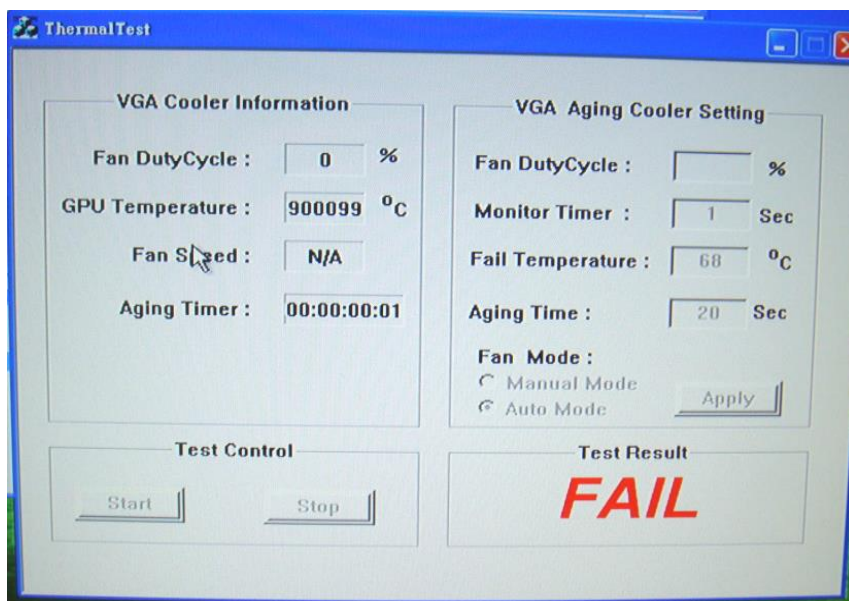 ThermalTest
VGA Cooler Information
Fan DutyCycle : 0 %
GPU Temperature : 900099 ºC
Fan Speed : N/A
Aging Timer : 00:00:00:01
VGA Aging Cooler Setting
Fan DutyCycle : %
Monitor Timer : 1 Sec
Fail Temperature : 68 ºC
Aging Time : 20 Sec
Fan Mode :
Manual Mode
Auto Mode
Apply
Test Control
Start Stop
Test Result
FAIL